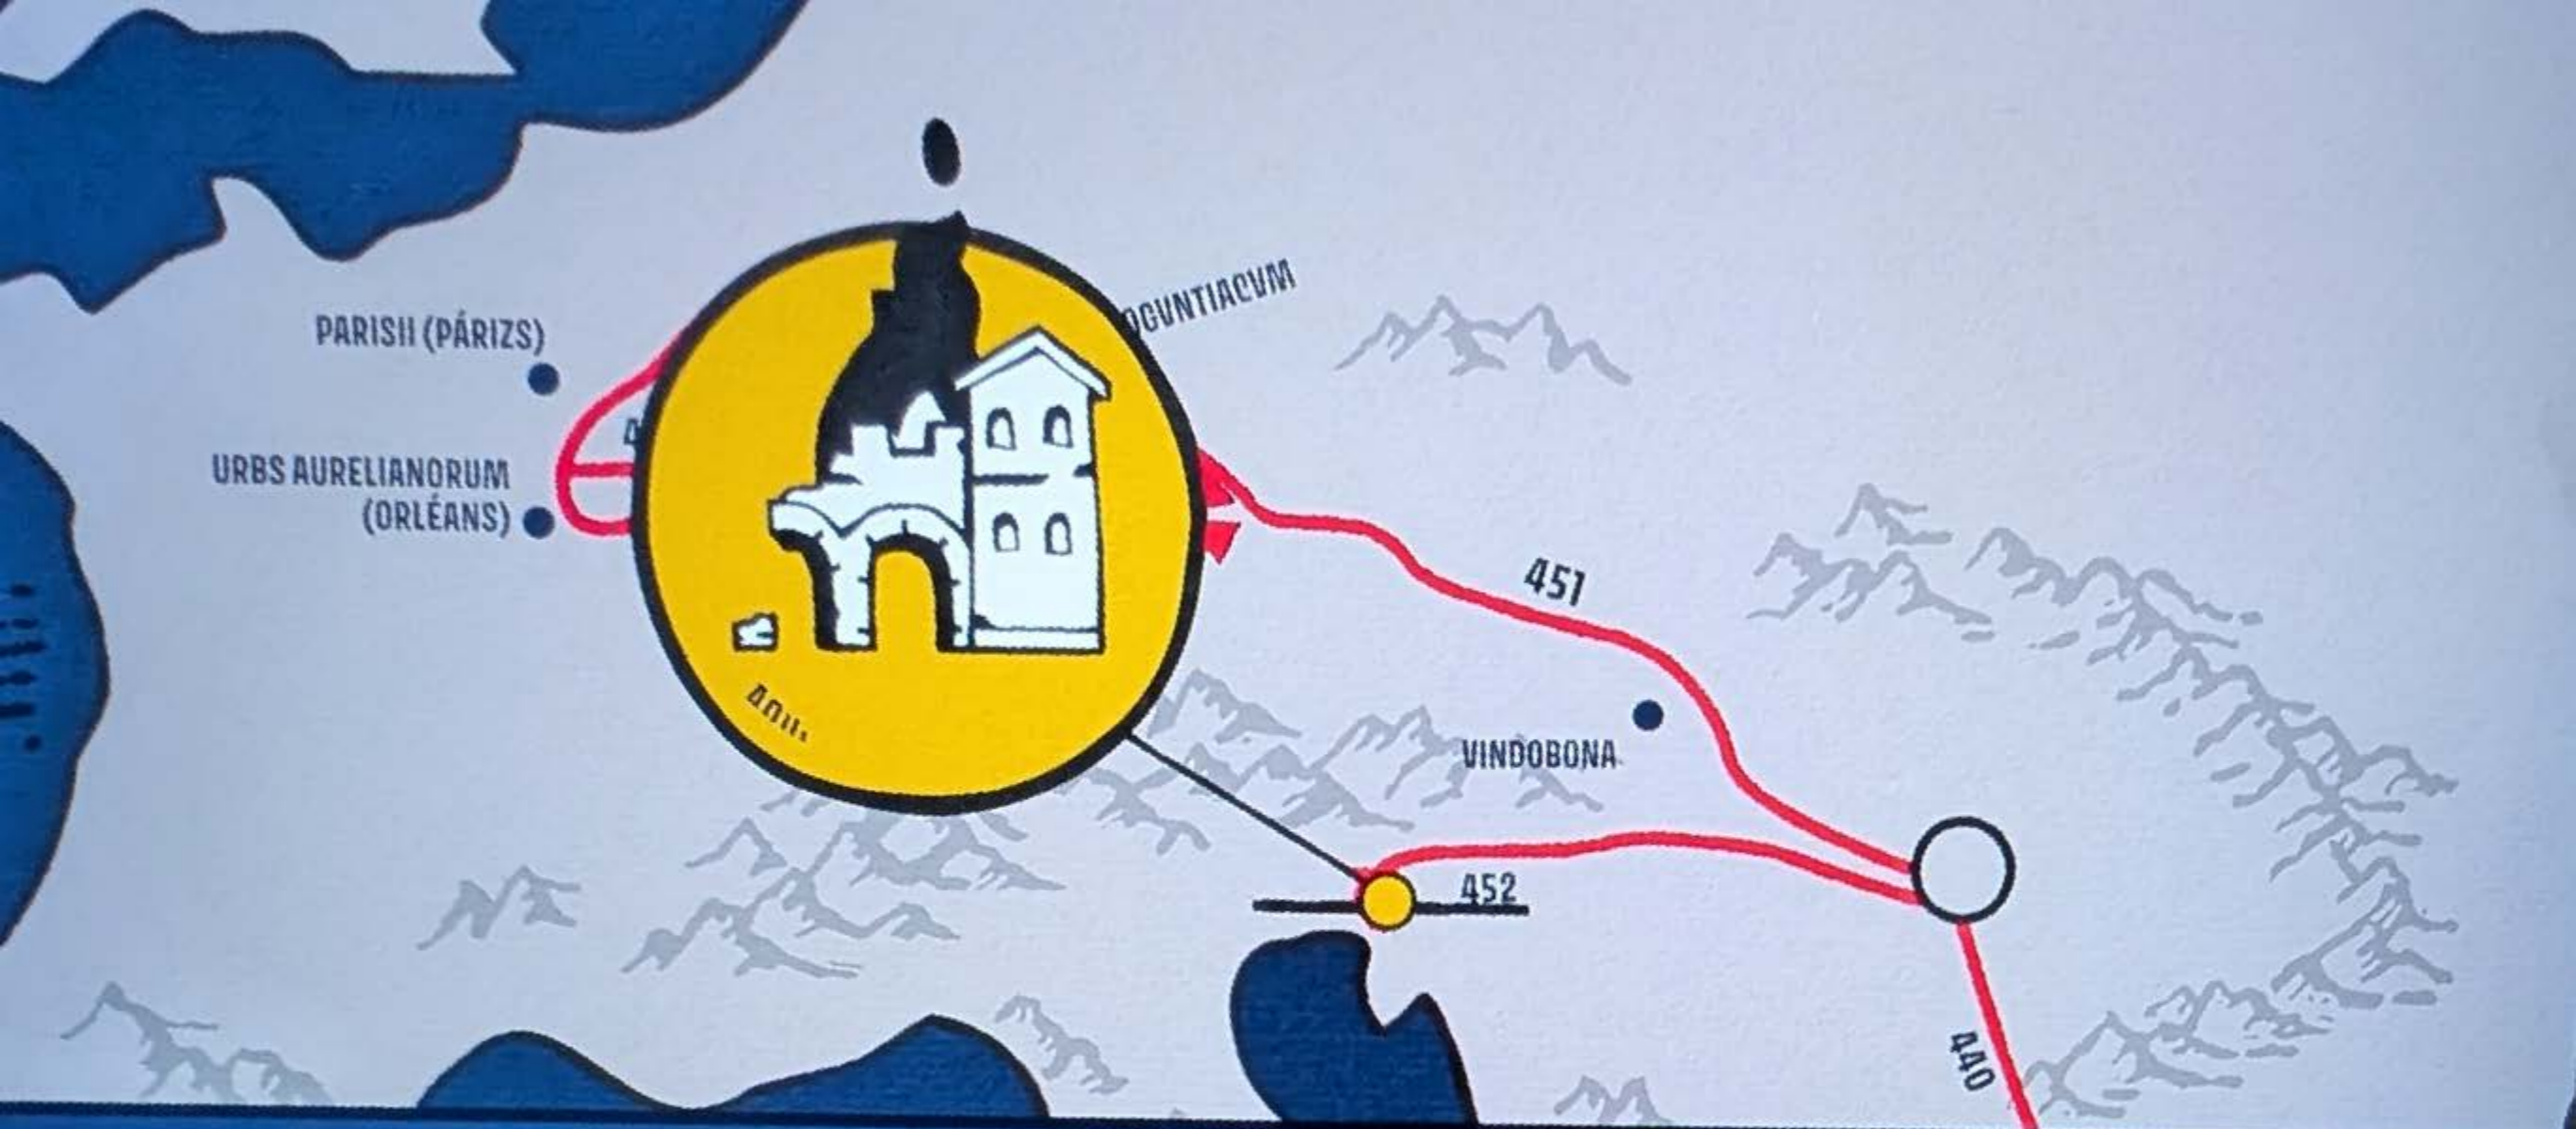 OGVNTIACVM
PARISII (PÁRIZS)
URBS AURELIANORUM
(ORLÉANS)
451
VINDOBONA
452
440